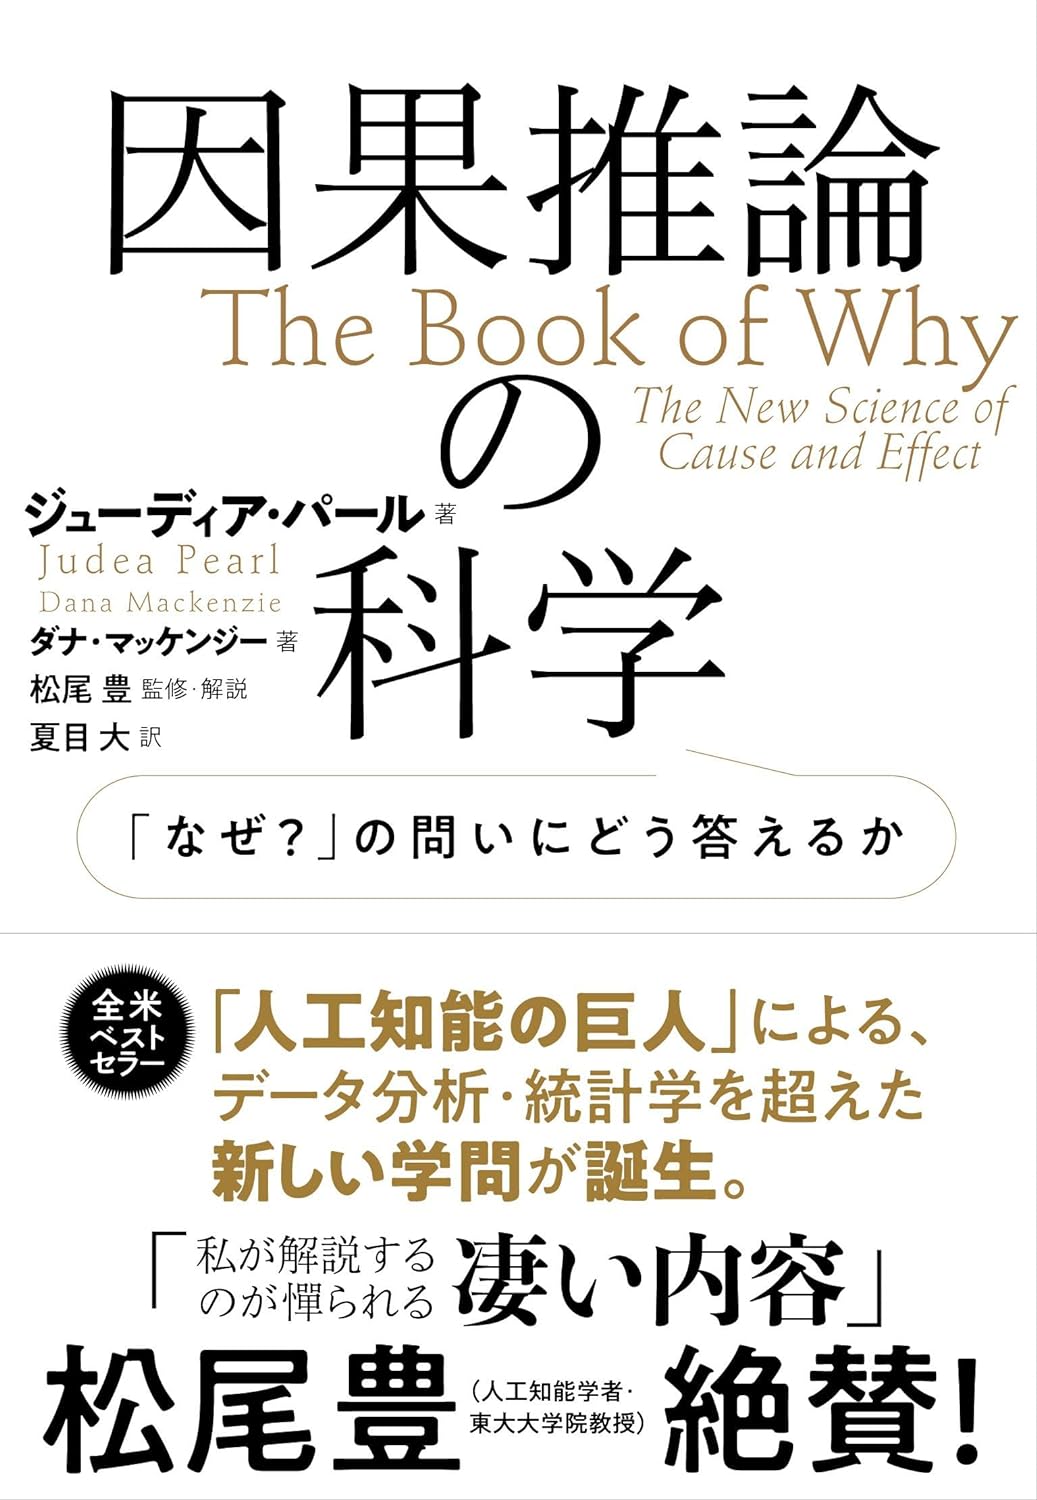 因果推論
The Book of Why
The New Science of
Cause and Effect
の
科学
ジューディア・パール 著
Judea Pearl
Dana Mackenzie
ダナ・マッケンジー 著
松尾 豊 監修・解説
夏目 大 訳
「なぜ？」の問いにどう答えるか
全米
ベスト
セラー
「人工知能の巨人」による、
データ分析・統計学を超えた
新しい学問が誕生。
「私が解説する
のが憚られる
凄い内容」
松尾豊
(人工知能学者・
東大大学院教授)
絶賛！